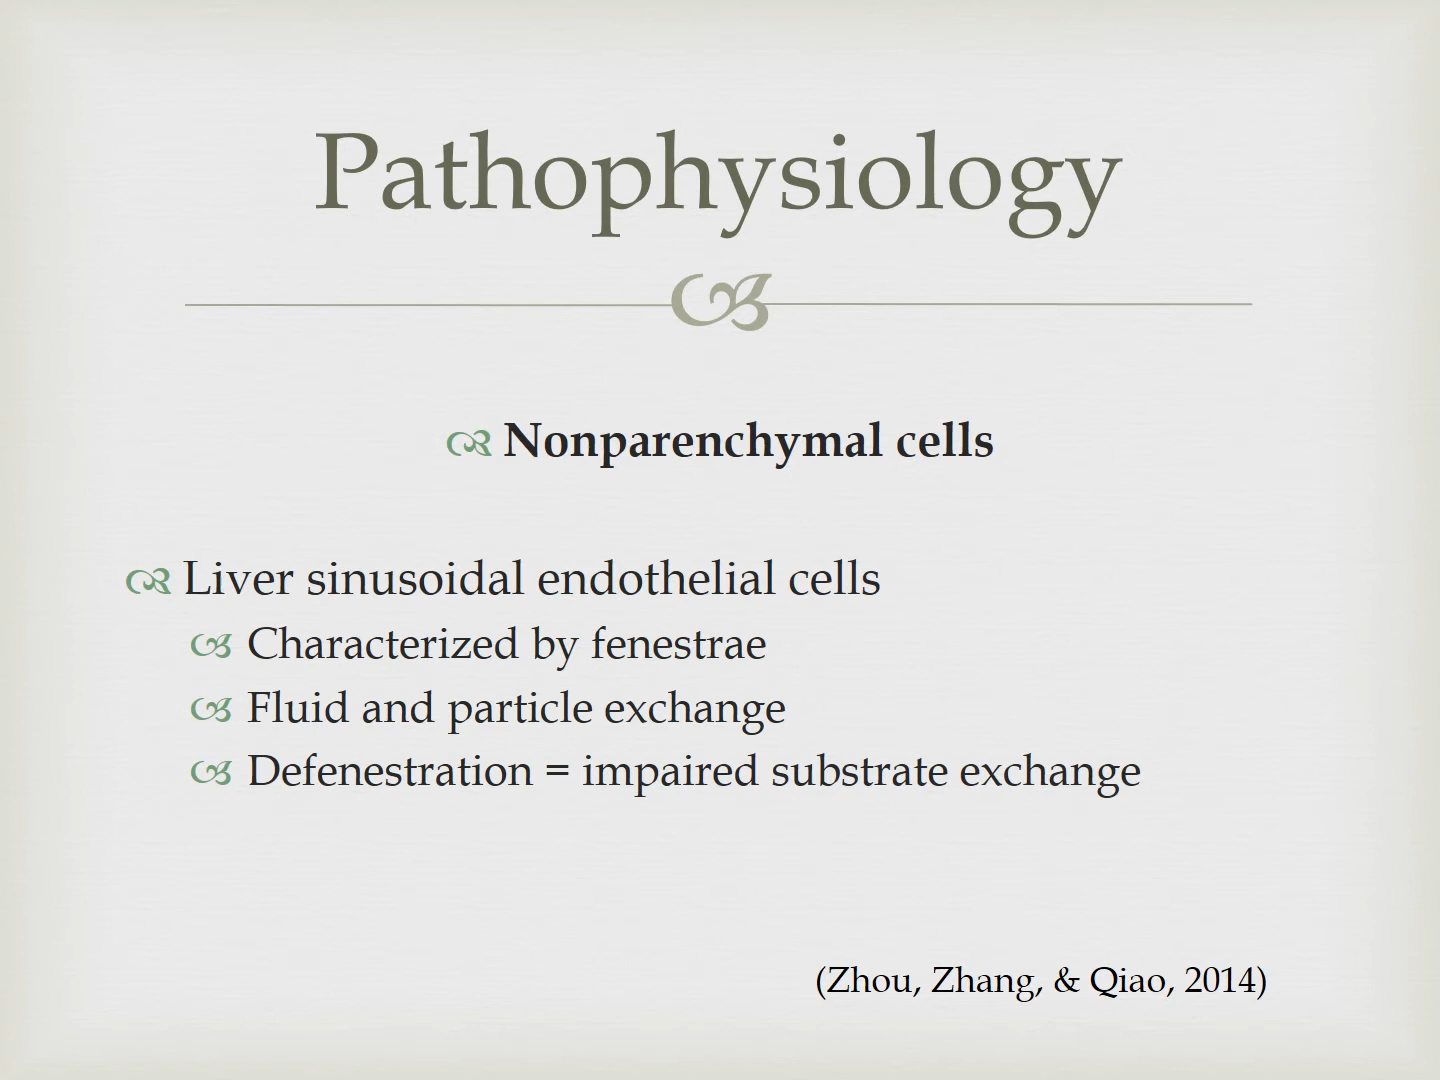 Pathophysiology
Nonparenchymal cells
Liver sinusoidal endothelial cells
Characterized by fenestrae
Fluid and particle exchange
Defenestration = impaired substrate exchange
(Zhou, Zhang, & Qiao, 2014)